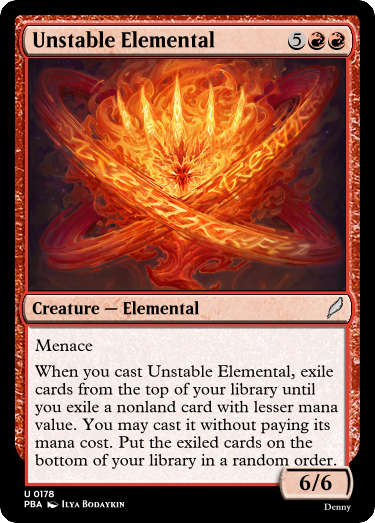 Unstable Elemental 5
Creature — Elemental
Menace
When you cast Unstable Elemental, exile
cards from the top of your library until
you exile a nonland card with lesser mana
value. You may cast it without paying its
mana cost. Put the exiled cards on the
bottom of your library in a random order.
6/6
U 0178
PBA Ilya Bodaykin
Denny